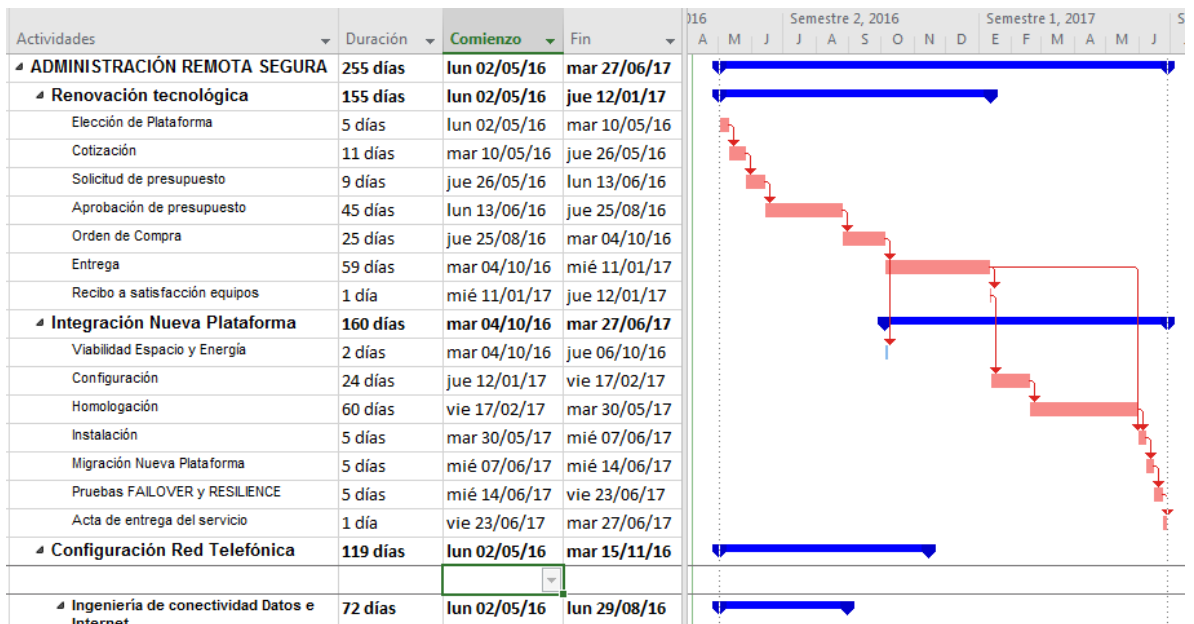 016 Semestre 2, 2016 Semestre 1, 2017 S
Actividades Duración Comienzo Fin A M J J A S O N D E F M A M J
ADMINISTRACIÓN REMOTA SEGURA 255 días lun 02/05/16 mar 27/06/17
Renovación tecnológica 155 días lun 02/05/16 jue 12/01/17
Elección de Plataforma 5 días lun 02/05/16 mar 10/05/16
Cotización 11 días mar 10/05/16 jue 26/05/16
Solicitud de presupuesto 9 días jue 26/05/16 lun 13/06/16
Aprobación de presupuesto 45 días lun 13/06/16 jue 25/08/16
Orden de Compra 25 días jue 25/08/16 mar 04/10/16
Entrega 59 días mar 04/10/16 mié 11/01/17
Recibo a satisfacción equipos 1 día mié 11/01/17 jue 12/01/17
Integración Nueva Plataforma 160 días mar 04/10/16 mar 27/06/17
Viabilidad Espacio y Energía 2 días mar 04/10/16 jue 06/10/16
Configuración 24 días jue 12/01/17 vie 17/02/17
Homologación 60 días vie 17/02/17 mar 30/05/17
Instalación 5 días mar 30/05/17 mié 07/06/17
Migración Nueva Plataforma 5 días mié 07/06/17 mié 14/06/17
Pruebas FAILOVER y RESILIENCE 5 días mié 14/06/17 vie 23/06/17
Acta de entrega del servicio 1 día vie 23/06/17 mar 27/06/17
Configuración Red Telefónica 119 días lun 02/05/16 mar 15/11/16
Ingeniería de conectividad Datos e 72 días lun 02/05/16 lun 29/08/16
Internet